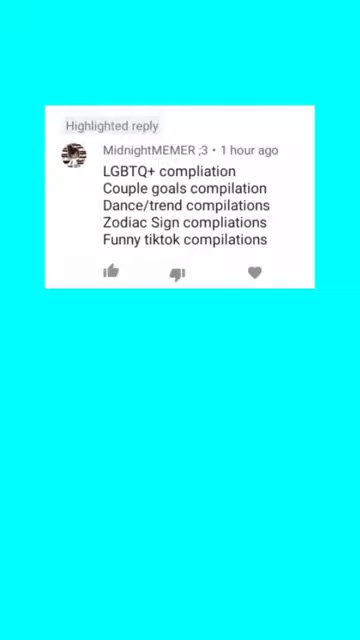 Highlighted reply
MidnightMEMER ;3 • 1 hour ago
LGBTQ+ compliation
Couple goals compilation
Dance/trend compilations
Zodiac Sign compliations
Funny tiktok compilations